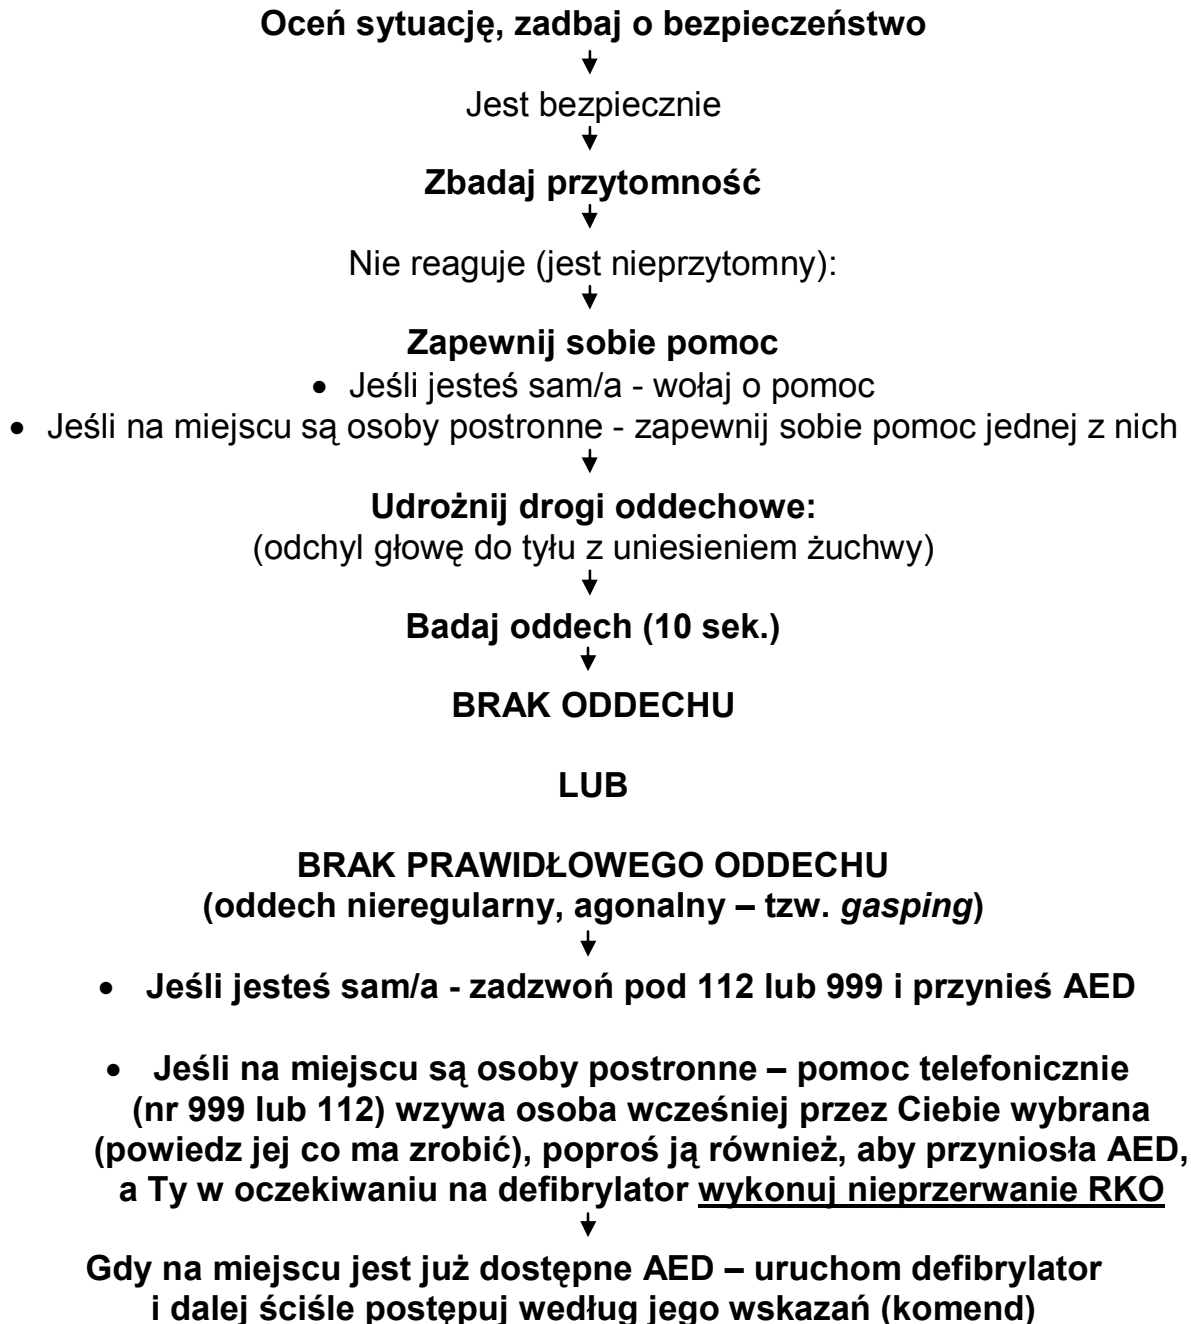 Oceń sytuację, zadbaj o bezpieczeństwo
Jest bezpiecznie
Zbadaj przytomność
Nie reaguje (jest nieprzytomny):
Zapewnij sobie pomoc
• Jeśli jesteś sam/a - wołaj o pomoc
• Jeśli na miejscu są osoby postronne - zapewnij sobie pomoc jednej z nich
Udrożnij drogi oddechowe:
(odchyl głowę do tyłu z uniesieniem żuchwy)
Badaj oddech (10 sek.)
BRAK ODDECHU
LUB
BRAK PRAWIDŁOWEGO ODDECHU
(oddech nieregularny, agonalny – tzw. gasping)
• Jeśli jesteś sam/a - zadzwoń pod 112 lub 999 i przynieś AED
• Jeśli na miejscu są osoby postronne – pomoc telefonicznie
(nr 999 lub 112) wzywa osoba wcześniej przez Ciebie wybrana
(powiedz jej co ma zrobić), poproś ją również, aby przyniosła AED,
a Ty w oczekiwaniu na defibrylator wykonuj nieprzerwanie RKO
Gdy na miejscu jest już dostępne AED – uruchom defibrylator
i dalej ściśle postępuj według jego wskazań (komend)